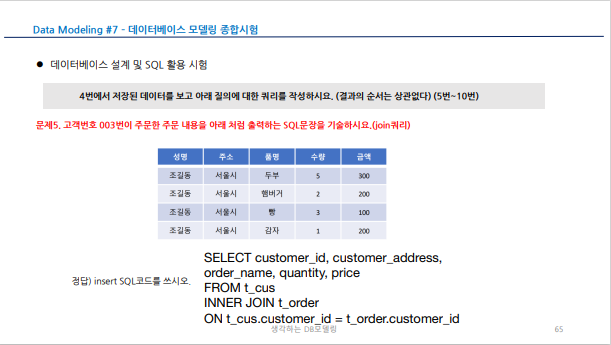 Data Modeling #7 - 데이터베이스 모델링 종합시험
● 데이터베이스 설계 및 SQL 활용 시험
4번에서 저장된 데이터를 보고 아래 질의에 대한 쿼리를 작성하시요. (결과의 순서는 상관없다) (5번~10번)
문제5, 고객번호 003번이 주문한 주문 내용을 아래 처럼 출력하는 SQL문장을 기술하시요.(join쿼리)
성명 주소 품명 수량 금액
조길동 서울시 두부 5 300
조길동 서울시 햄버거 2 200
조길동 서울시 빵 3 100
조길동 서울시 감자 1 200
정답) insert SQL코드를 쓰시오.
SELECT customer_id, customer_address,
order_name, quantity, price
FROM t_cus
INNER JOIN t_order
ON t_cus.customer_id = t_order.customer_id
생각하는 DB모델링
65